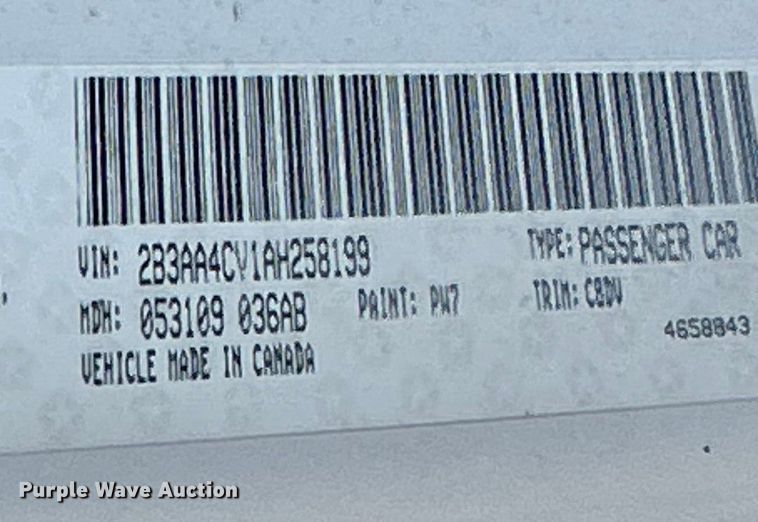 VIN: 2B3AA4CV1AH258199 TYPE: PASSENGER CAR
MDH: 053109 036AB PAINT: PW7 TRIM: C8DV
VEHICLE MADE IN CANADA 4658843
Purple Wave Auction